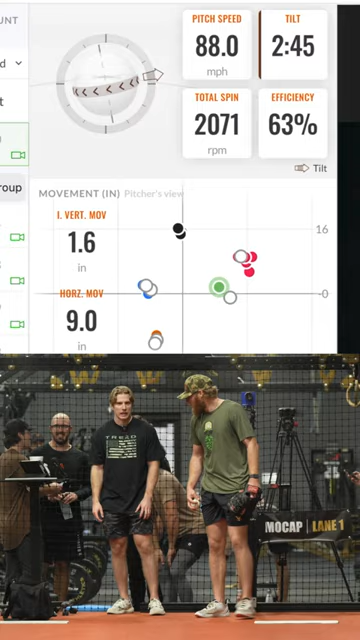 UNT
PITCH SPEED
88.0
mph
TILT
2:45
TOTAL SPIN
2071
rpm
EFFICIENCY
63%
Tilt
roup
MOVEMENT (IN) Pitcher's view
I. VERT. MOV
1.6
in
16
-0
HORZ. MOV
9.0
in
TREAD
MOCAP LANE 1